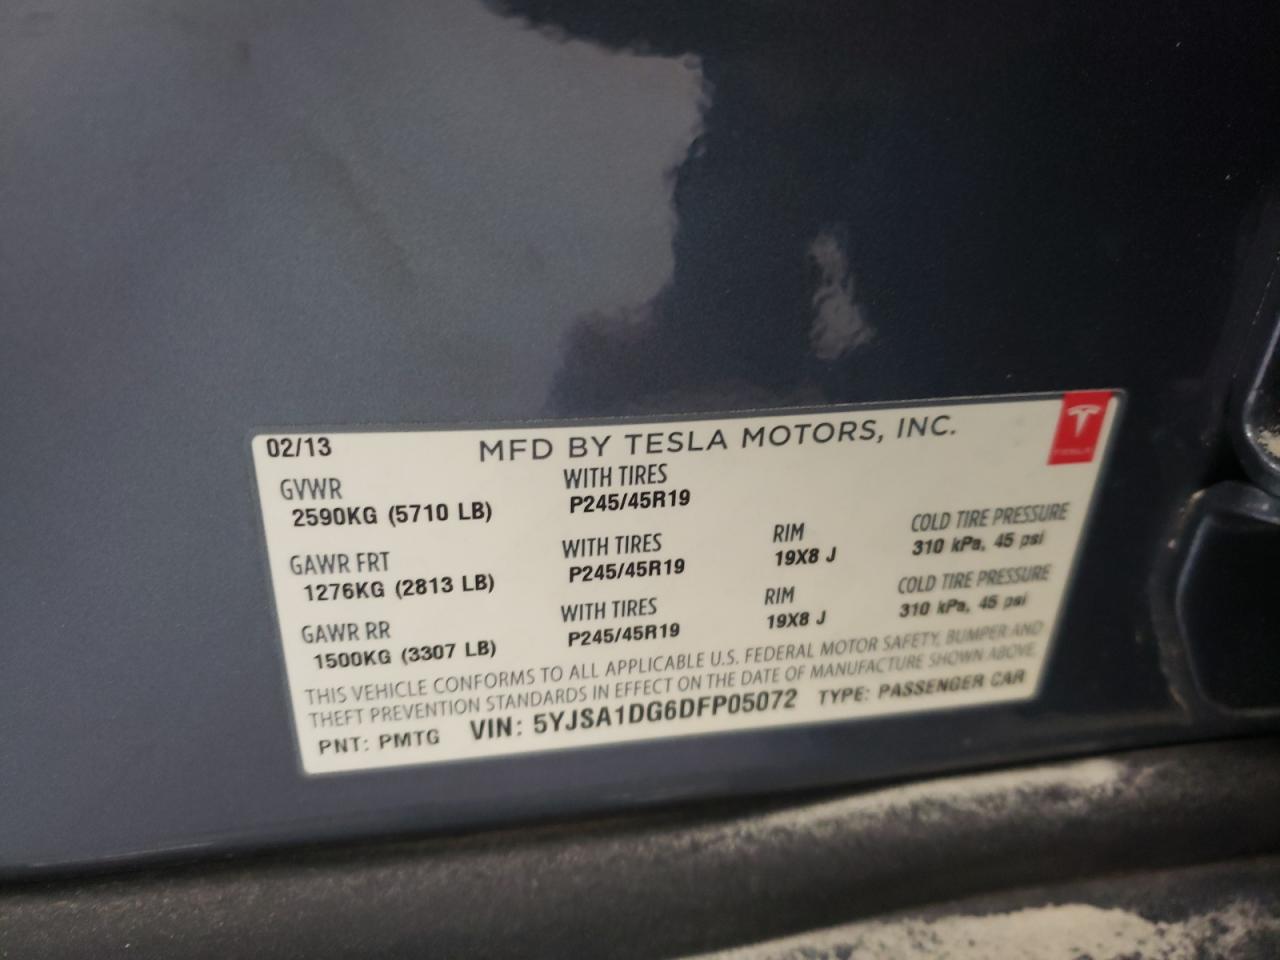 02/13 MFD BY TESLA MOTORS, INC.
TESLA
GVWR WITH TIRES
2590KG (5710 LB) P245/45R19
GAWR FRT WITH TIRES RIM COLD TIRE PRESSURE
1276KG (2813 LB) P245/45R19 19X8 J 310 kPa, 45 psi
GAWR RR WITH TIRES RIM COLD TIRE PRESSURE
1500KG (3307 LB) P245/45R19 19X8 J 310 kPa, 45 psi
THIS VEHICLE CONFORMS TO ALL APPLICABLE U.S. FEDERAL MOTOR SAFETY, BUMPER AND
THEFT PREVENTION STANDARDS IN EFFECT ON THE DATE OF MANUFACTURE SHOWN ABOVE.
PNT: PMTG VIN: 5YJSA1DG6DFP05072 TYPE: PASSENGER CAR